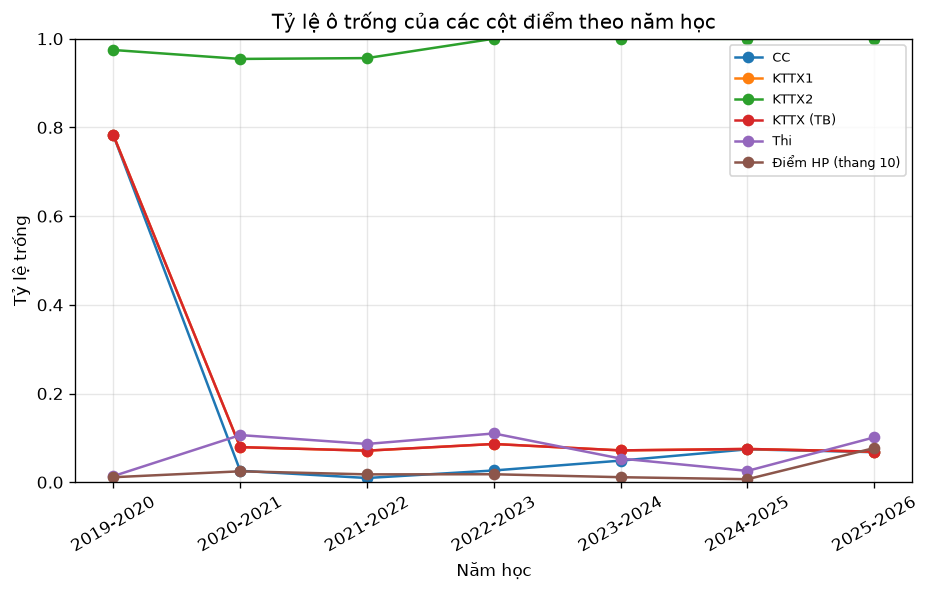 Tỷ lệ ô trống của các cột điểm theo năm học
1.0
0.8
0.6
0.4
0.2
0.0
Tỷ lệ trống
CC
KTTX1
KTTX2
KTTX (TB)
Thi
Điểm HP (thang 10)
2019-2020
2020-2021
2021-2022
2022-2023
2023-2024
2024-2025
2025-2026
Năm học